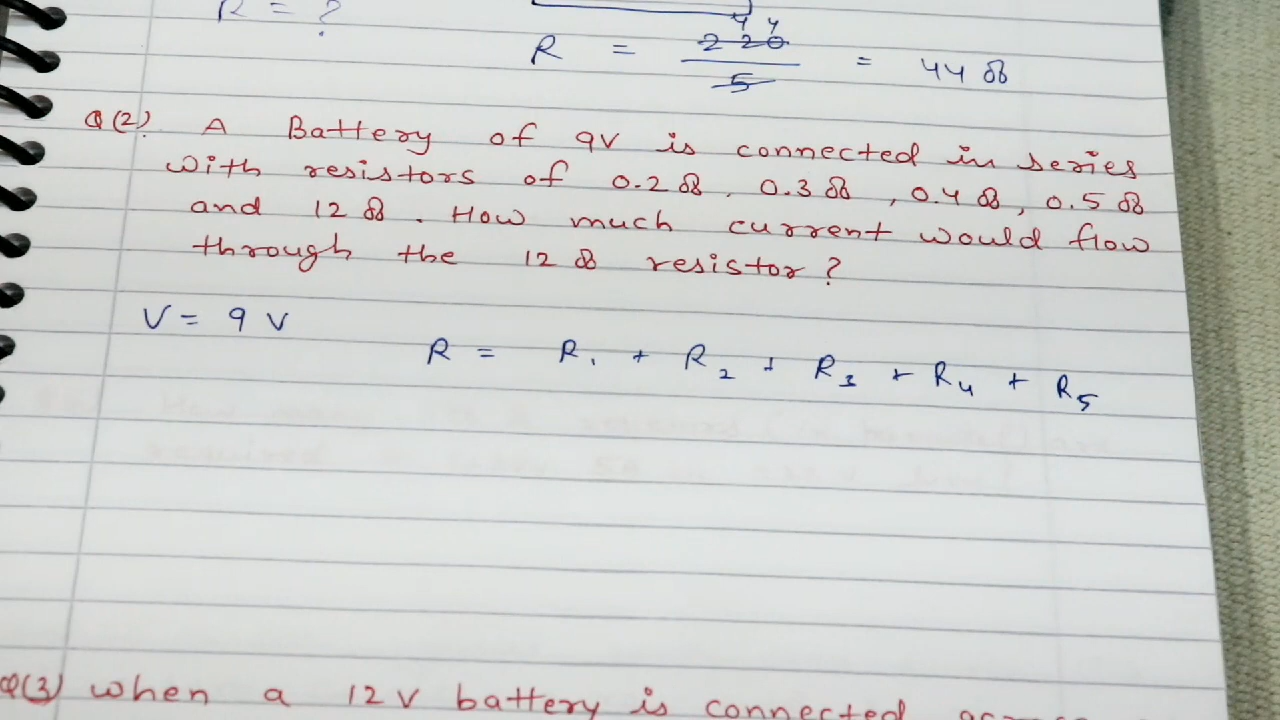 R = ?
R = 220/5 = 44 Ω
4 4
Q(2). A Battery of 9V is connected in series
with resistors of 0.2 Ω, 0.3 Ω, 0.4 Ω, 0.5 Ω
and 12 Ω. How much current would flow
through the 12 Ω resistor?
V = 9 V
R = R1 + R2 + R3 + R4 + R5
Q(3) when a 12 V battery is connected